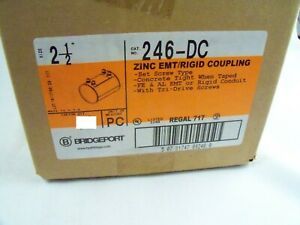 SIZE
2 1/2"
CAT. NO.
246-DC
ZINC EMT/RIGID COUPLING
-Set Screw Type
-Concrete Tight When Taped
-FE & AL EMT or Rigid Conduit
-With Tri-Drive Screws
PC
LISTED
REGAL 717
BRIDGEPORT